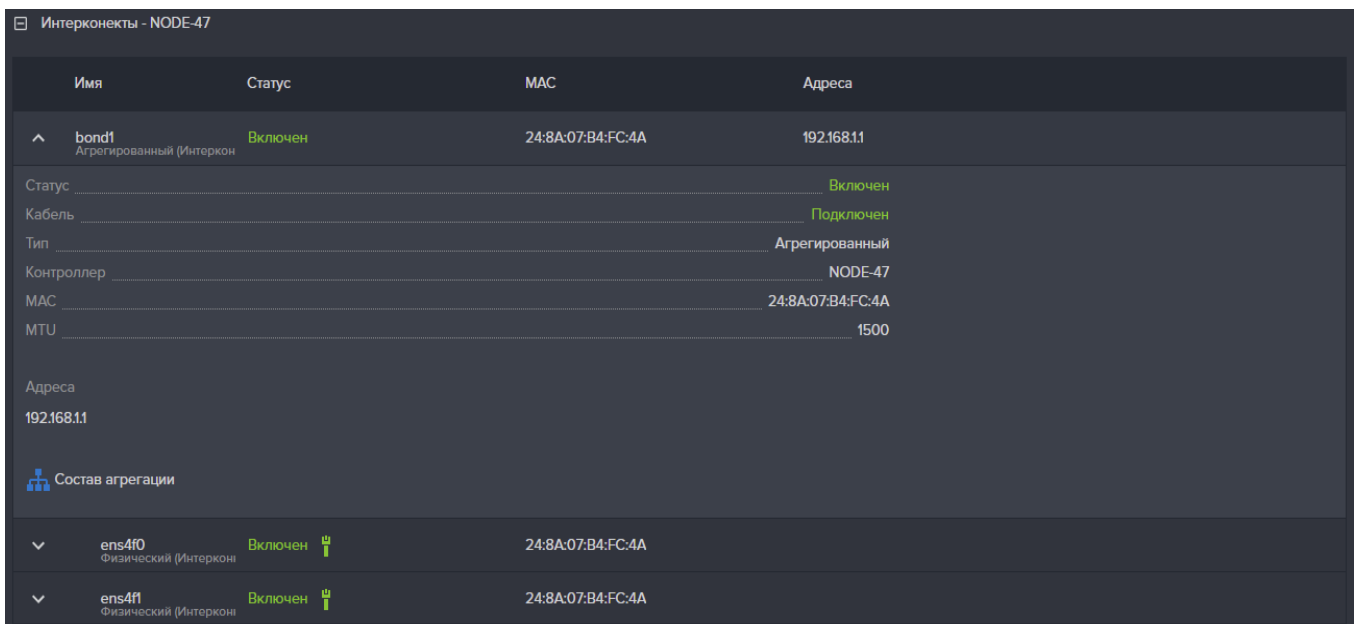 Интерконекты - NODE-47
Имя Статус MAC Адреса
bond1 Включен 24:8A:07:B4:FC:4A 192.168.1.1
Агрегированный (Интеркон
Статус Включен
Кабель Подключен
Тип Агрегированный
Контроллер NODE-47
MAC 24:8A:07:B4:FC:4A
MTU 1500
Адреса
192.168.1.1
Состав агрегации
ens4f0 Включен 24:8A:07:B4:FC:4A
Физический (Интеркон
ens4f1 Включен 24:8A:07:B4:FC:4A
Физический (Интеркон